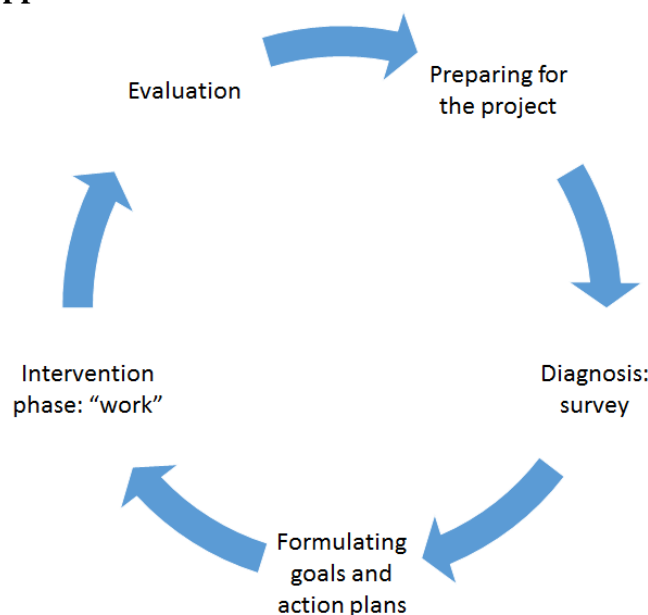 Evaluation
Preparing for
the project
Diagnosis:
survey
Formulating
goals and
action plans
Intervention
phase: “work”